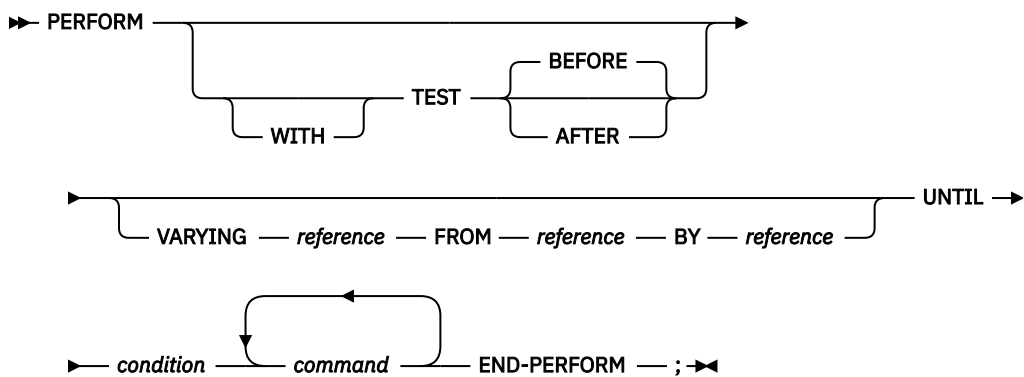 PERFORM
BEFORE
TEST
WITH
AFTER
UNTIL
VARYING reference FROM reference BY reference
condition command END-PERFORM ;